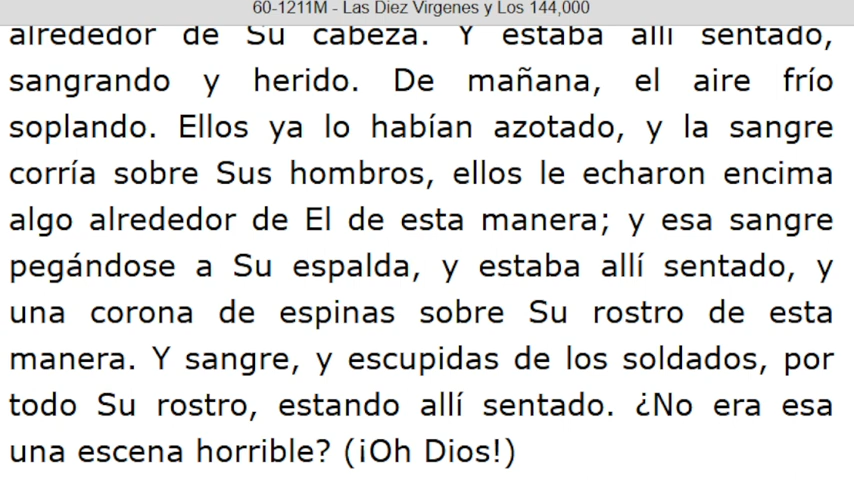 60-1211M - Las Diez Virgenes y Los 144,000
alrededor de Su cabeza. Y estaba allí sentado,
sangrando y herido. De mañana, el aire frío
soplando. Ellos ya lo habían azotado, y la sangre
corría sobre Sus hombros, ellos le echaron encima
algo alrededor de El de esta manera; y esa sangre
pegándose a Su espalda, y estaba allí sentado, y
una corona de espinas sobre Su rostro de esta
manera. Y sangre, y escupidas de los soldados, por
todo Su rostro, estando allí sentado. ¿No era esa
una escena horrible? (¡Oh Dios!)